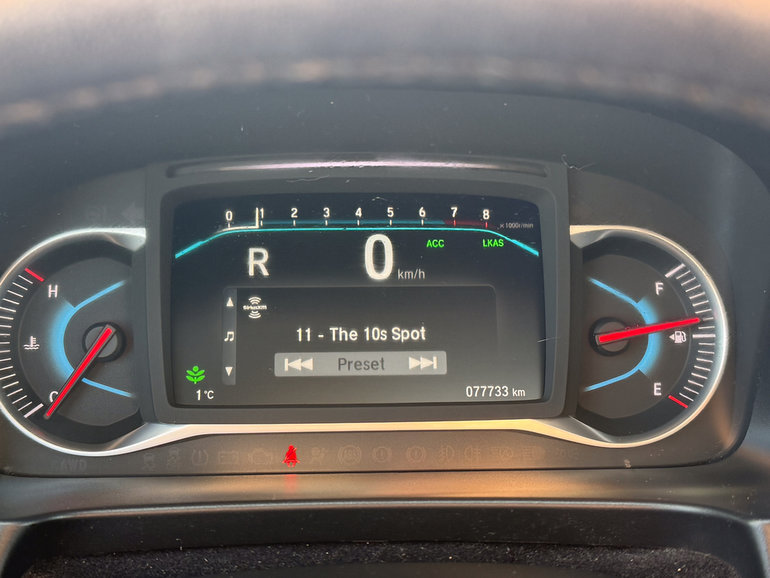 0 1 2 3 4 5 6 7 8
x1000r/min
ACC LKAS
R 0 km/h
H F
SiriusXM
11 - The 10s Spot
Preset
C E
1°C 077733 km